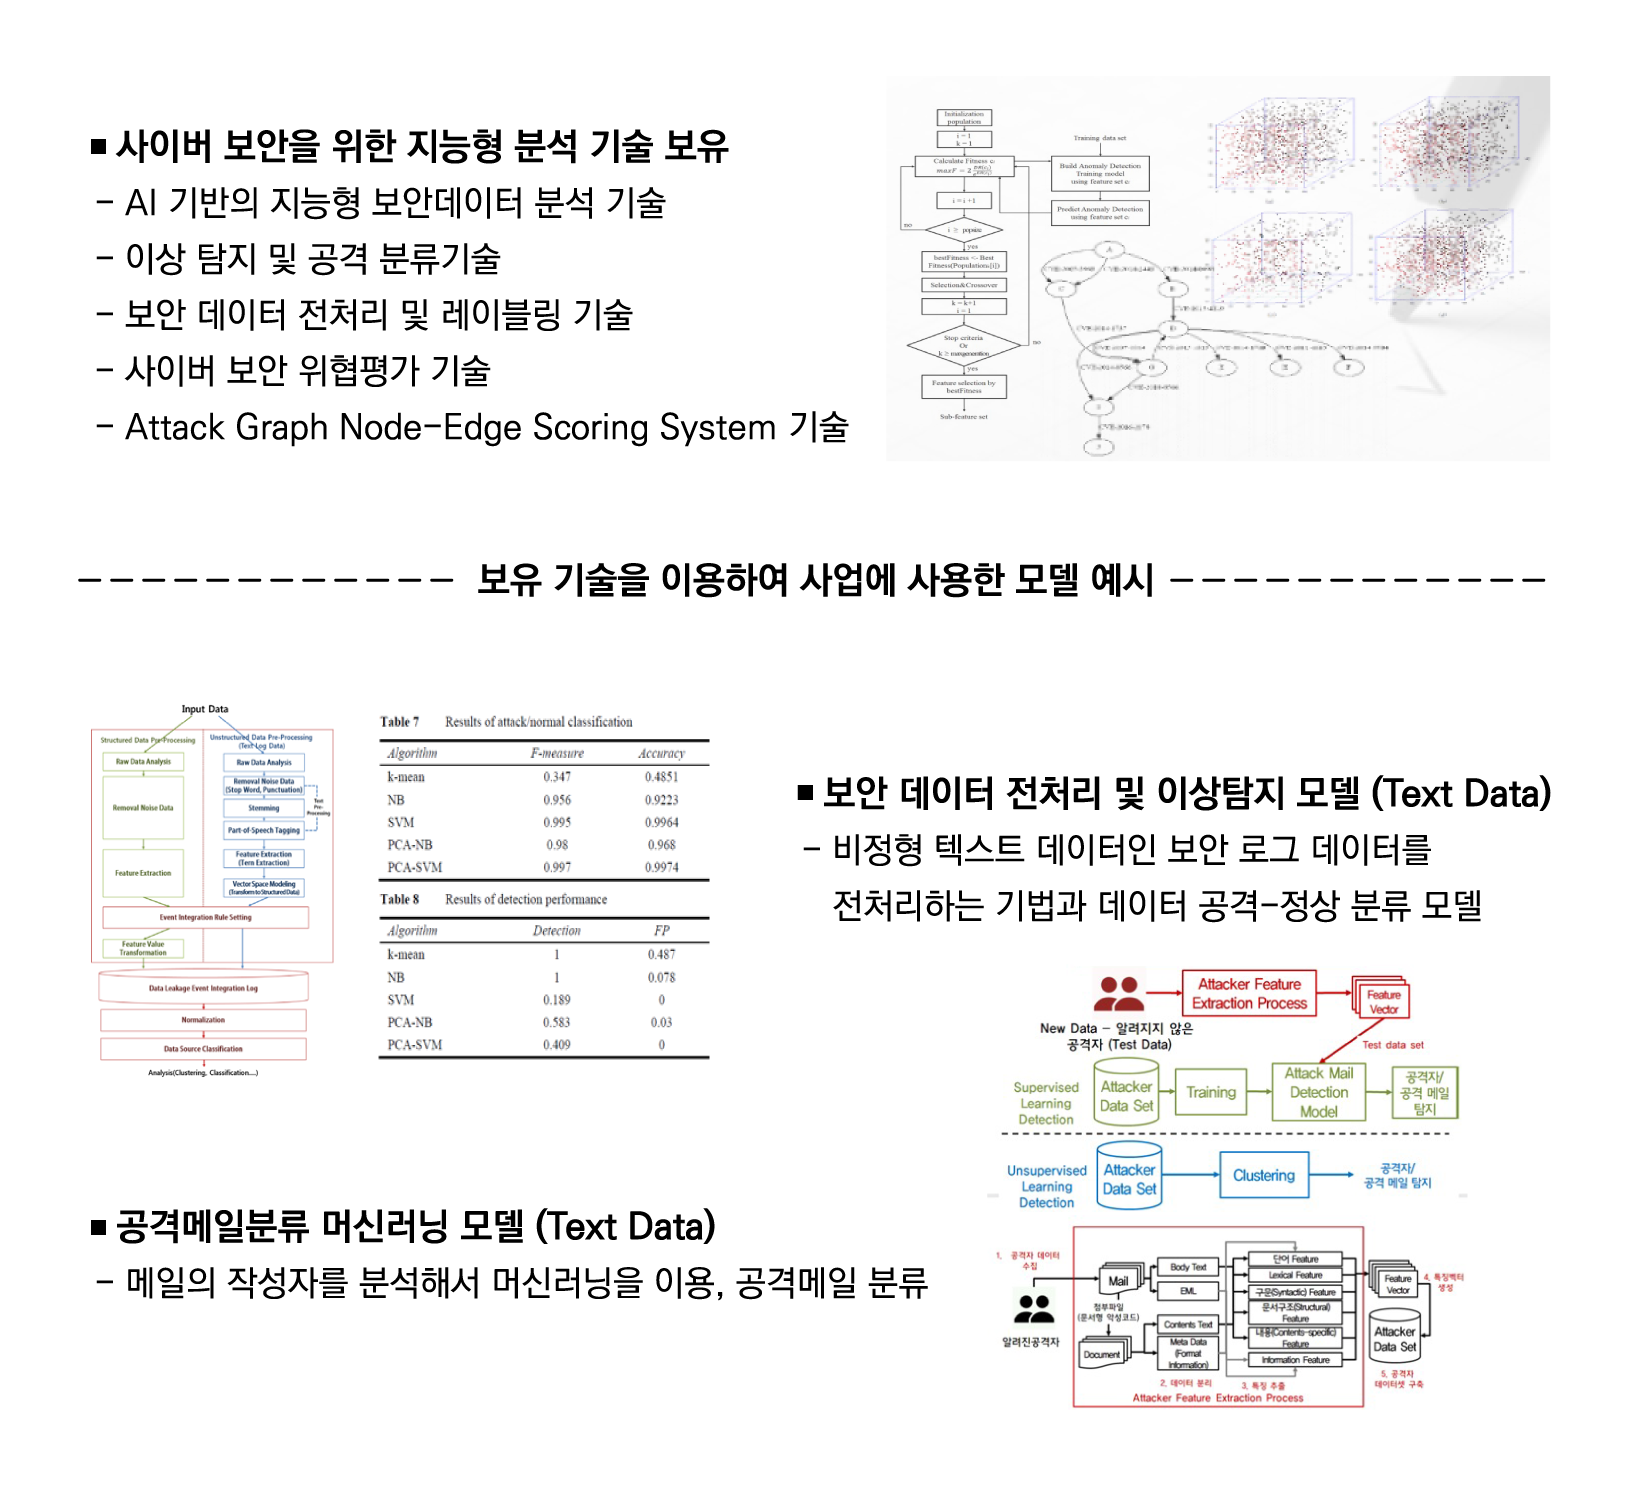 ■ 사이버 보안을 위한 지능형 분석 기술 보유
- AI 기반의 지능형 보안데이터 분석 기술
- 이상 탐지 및 공격 분류기술
- 보안 데이터 전처리 및 레이블링 기술
- 사이버 보안 위협평가 기술
- Attack Graph Node-Edge Scoring System 기술
Initialization
population
i = 1
k = 1
Calculate Fitness cᵢ
Training data set
Build Anomaly Detection
Training model
using feature set cᵢ
Predict Anomaly Detection
using feature set cᵢ
i = i +1
i ≥ popsize
no
yes
bestFitness <- Best
Fitness(Population[i])
Selection&Crossover
k = k+1
i = 1
Stop criteria
Or
no
yes
Feature selection by
bestFitness
Sub-feature set
A
C
D
보유 기술을 이용하여 사업에 사용한 모델 예시
Input Data
Structured Data Pre-Processing
Unstructured Data Pre-Processing
(Text Log Data)
Raw Data Analysis
Raw Data Analysis
Removal Noise Data
Removal Noise Data
(Stop Word, Punctuation)
Stemming
Text
Pre-
Processing
Part-of-Speech Tagging
Feature Extraction
Feature Extraction
(Term Extraction)
Vector Space Modeling
(Transform to Structured Data)
Event Integration Rule Setting
Feature Value
Transformation
Data Leakage Event Integration Log
Normalization
Data Source Classification
Analysis(Clustering, Classification...)
Table 7 Results of attack/normal classification
Algorithm F-measure Accuracy
k-mean 0.347 0.4851
NB 0.956 0.9223
SVM 0.995 0.9964
PCA-NB 0.98 0.968
PCA-SVM 0.997 0.9974
Table 8 Results of detection performance
Algorithm Detection FP
k-mean 1 0.487
NB 1 0.078
SVM 0.189 0
PCA-NB 0.583 0.03
PCA-SVM 0.409 0
■ 보안 데이터 전처리 및 이상탐지 모델 (Text Data)
- 비정형 텍스트 데이터인 보안 로그 데이터를
전처리하는 기법과 데이터 공격-정상 분류 모델
Attacker Feature
Extraction Process
Feature
Vector
New Data - 알려지지 않은
공격자 (Test Data)
Test data set
Supervised
Learning
Detection
Attacker
Data Set
Training
Attack Mail
Detection
Model
공격자/
공격 메일
탐지
Unsupervised
Learning
Detection
Attacker
Data Set
Clustering
공격자/
공격 메일 탐지
■ 공격메일분류 머신러닝 모델 (Text Data)
- 메일의 작성자를 분석해서 머신러닝을 이용, 공격메일 분류
1. 공격자 데이터
수집
알려진공격자
Mail
첨부파일
(문서형 악성코드)
Document
Body Text
EML
Contents Text
Meta Data
(Format
Information)
2. 데이터 분리
단어 Feature
Lexical Feature
구문(Syntactic) Feature
문서구조(Structural)
Feature
내용(Contents-specific)
Feature
Information Feature
3. 특징 추출
Attacker Feature Extraction Process
Feature
Vector
4. 특징벡터
생성
Attacker
Data Set
5. 공격자
데이터셋 구축